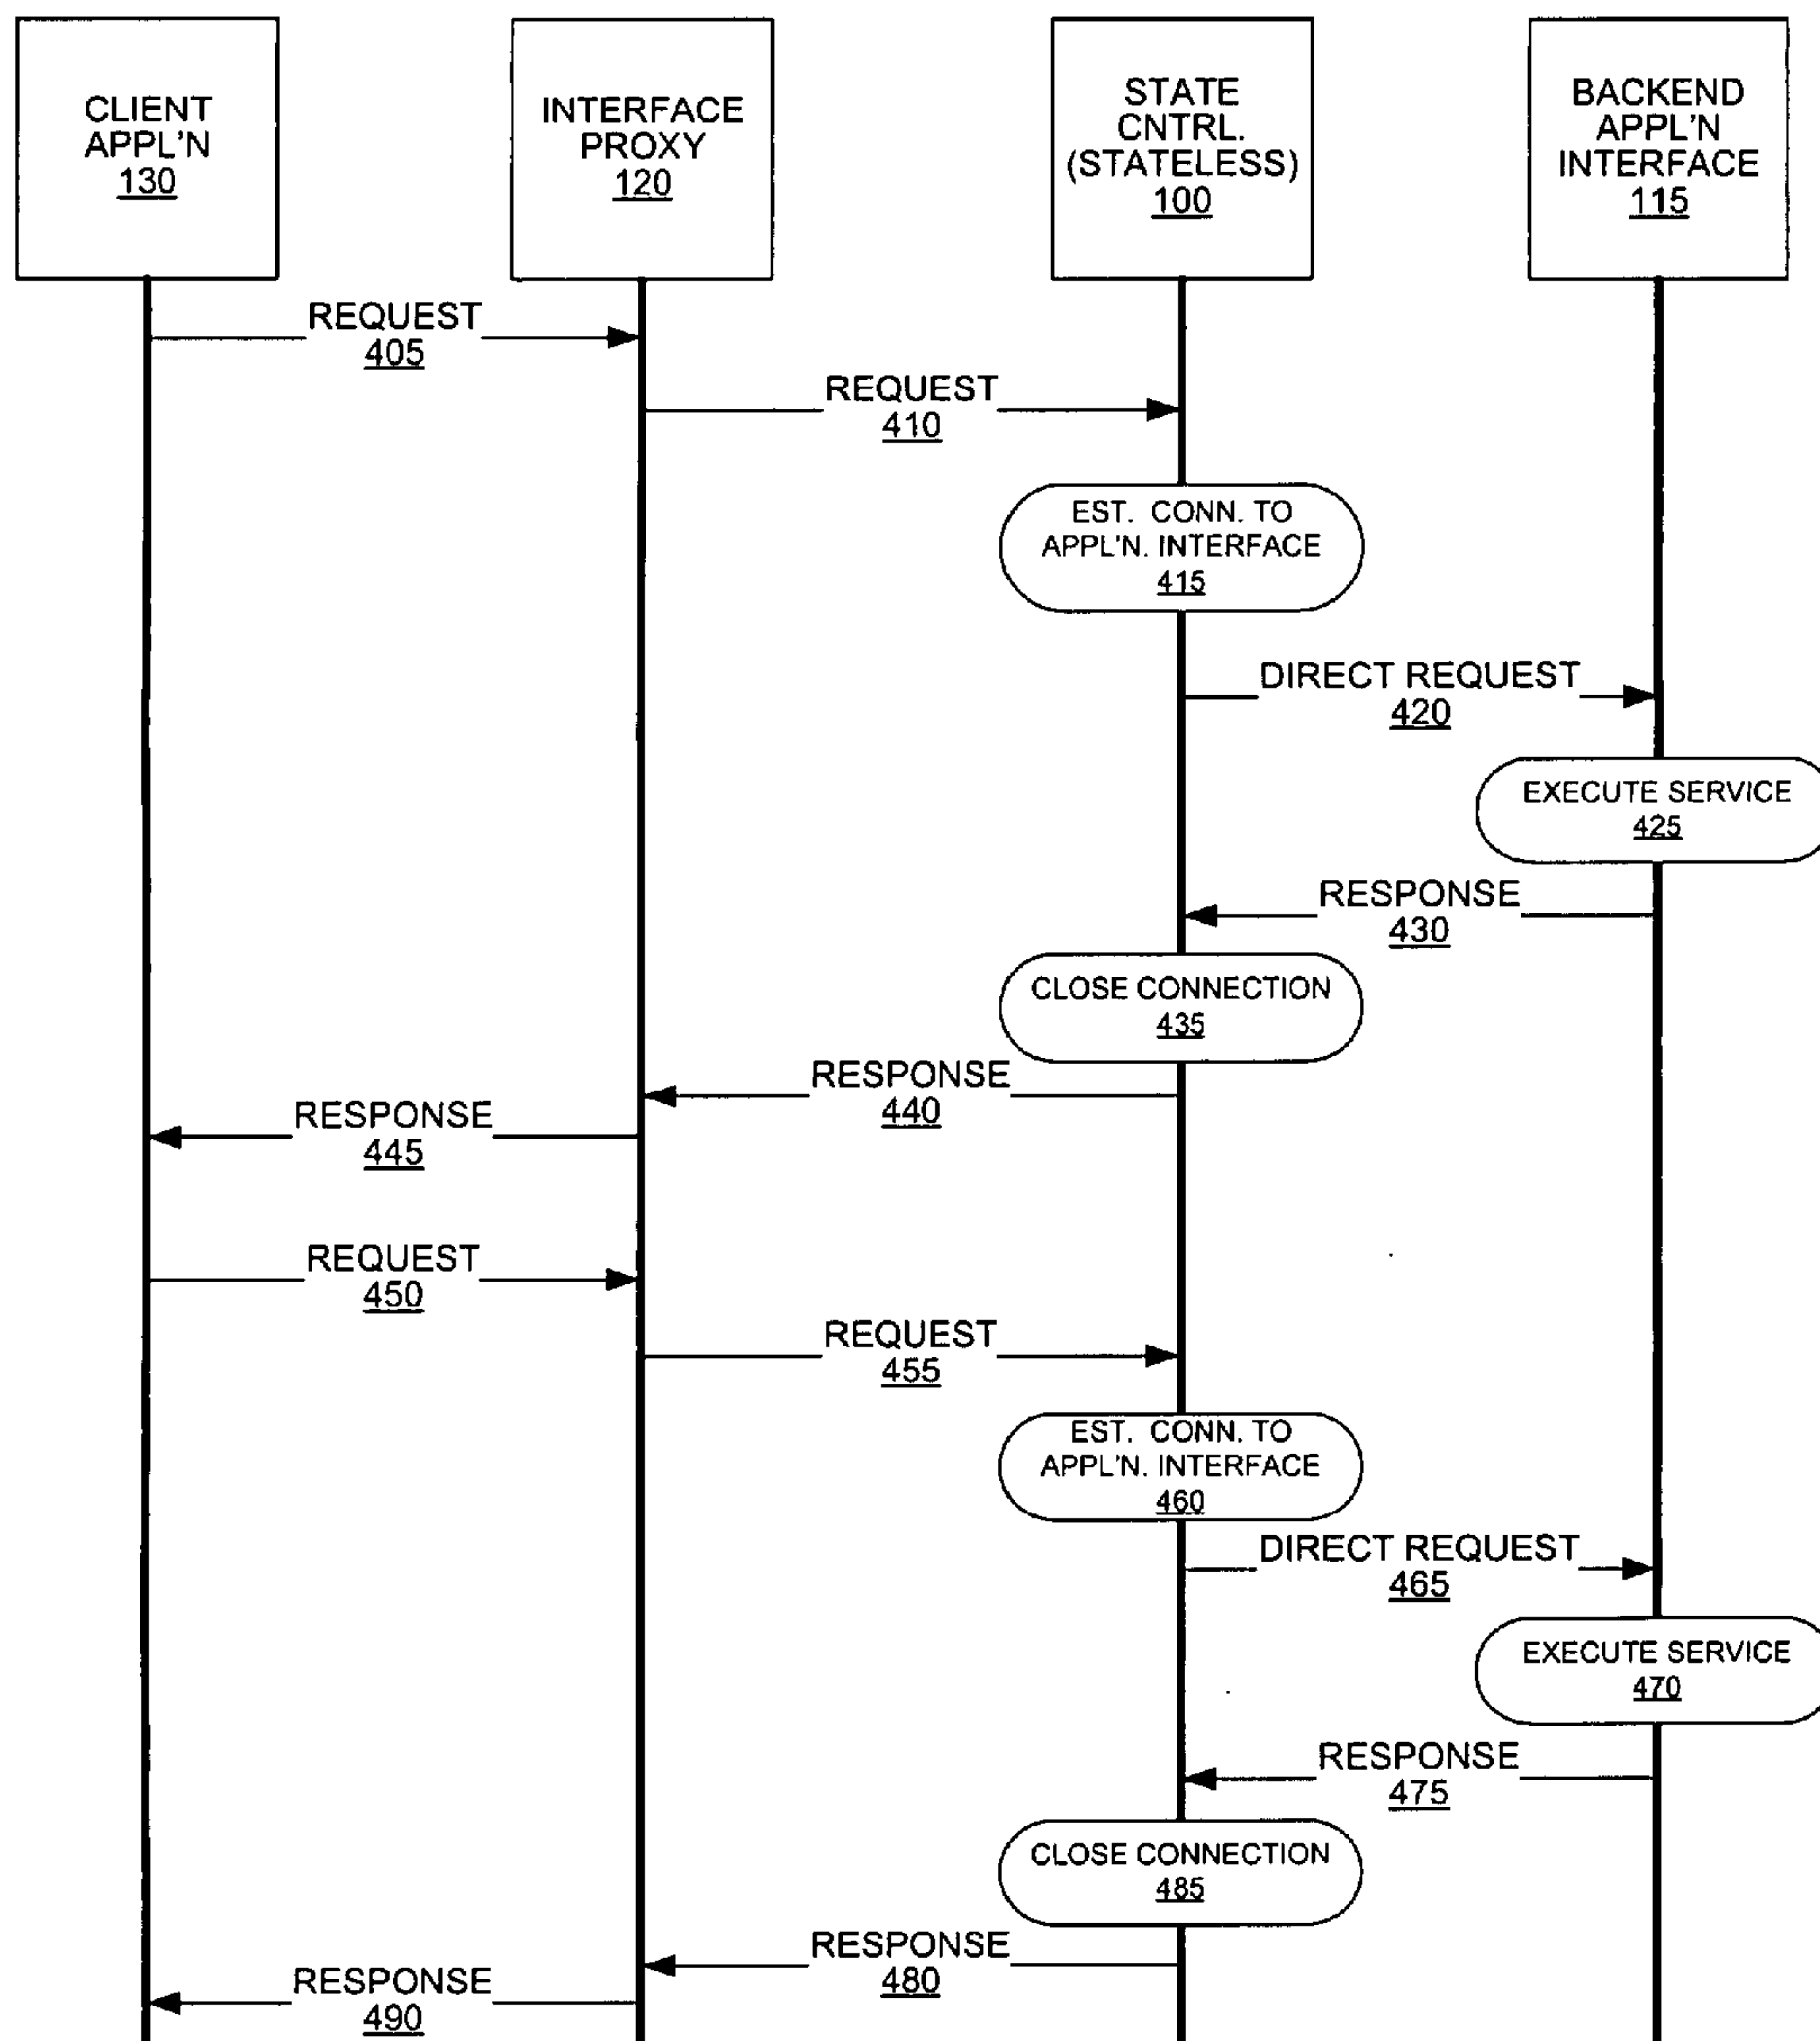 CLIENT
APPL'N
130
INTERFACE
PROXY
120
STATE
CNTRL.
(STATELESS)
100
BACKEND
APPL'N
INTERFACE
115
REQUEST
405
REQUEST
410
EST. CONN. TO
APPL'N. INTERFACE
415
DIRECT REQUEST
420
EXECUTE SERVICE
425
RESPONSE
430
CLOSE CONNECTION
435
RESPONSE
440
RESPONSE
445
REQUEST
450
REQUEST
455
EST. CONN. TO
APPL'N. INTERFACE
460
DIRECT REQUEST
465
EXECUTE SERVICE
470
RESPONSE
475
CLOSE CONNECTION
485
RESPONSE
480
RESPONSE
490